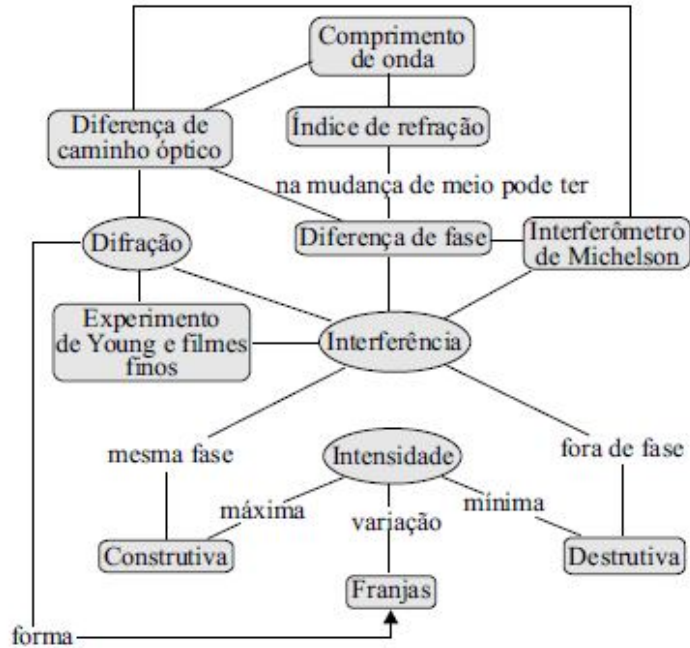 Comprimento
de onda
Diferença de
caminho óptico
Índice de refração
na mudança de meio pode ter
Difração
Diferença de fase
Interferômetro
de Michelson
Experimento
de Young e filmes
finos
Interferência
mesma fase
Intensidade
fora de fase
máxima
variação
mínima
Construtiva
Destrutiva
Franjas
forma